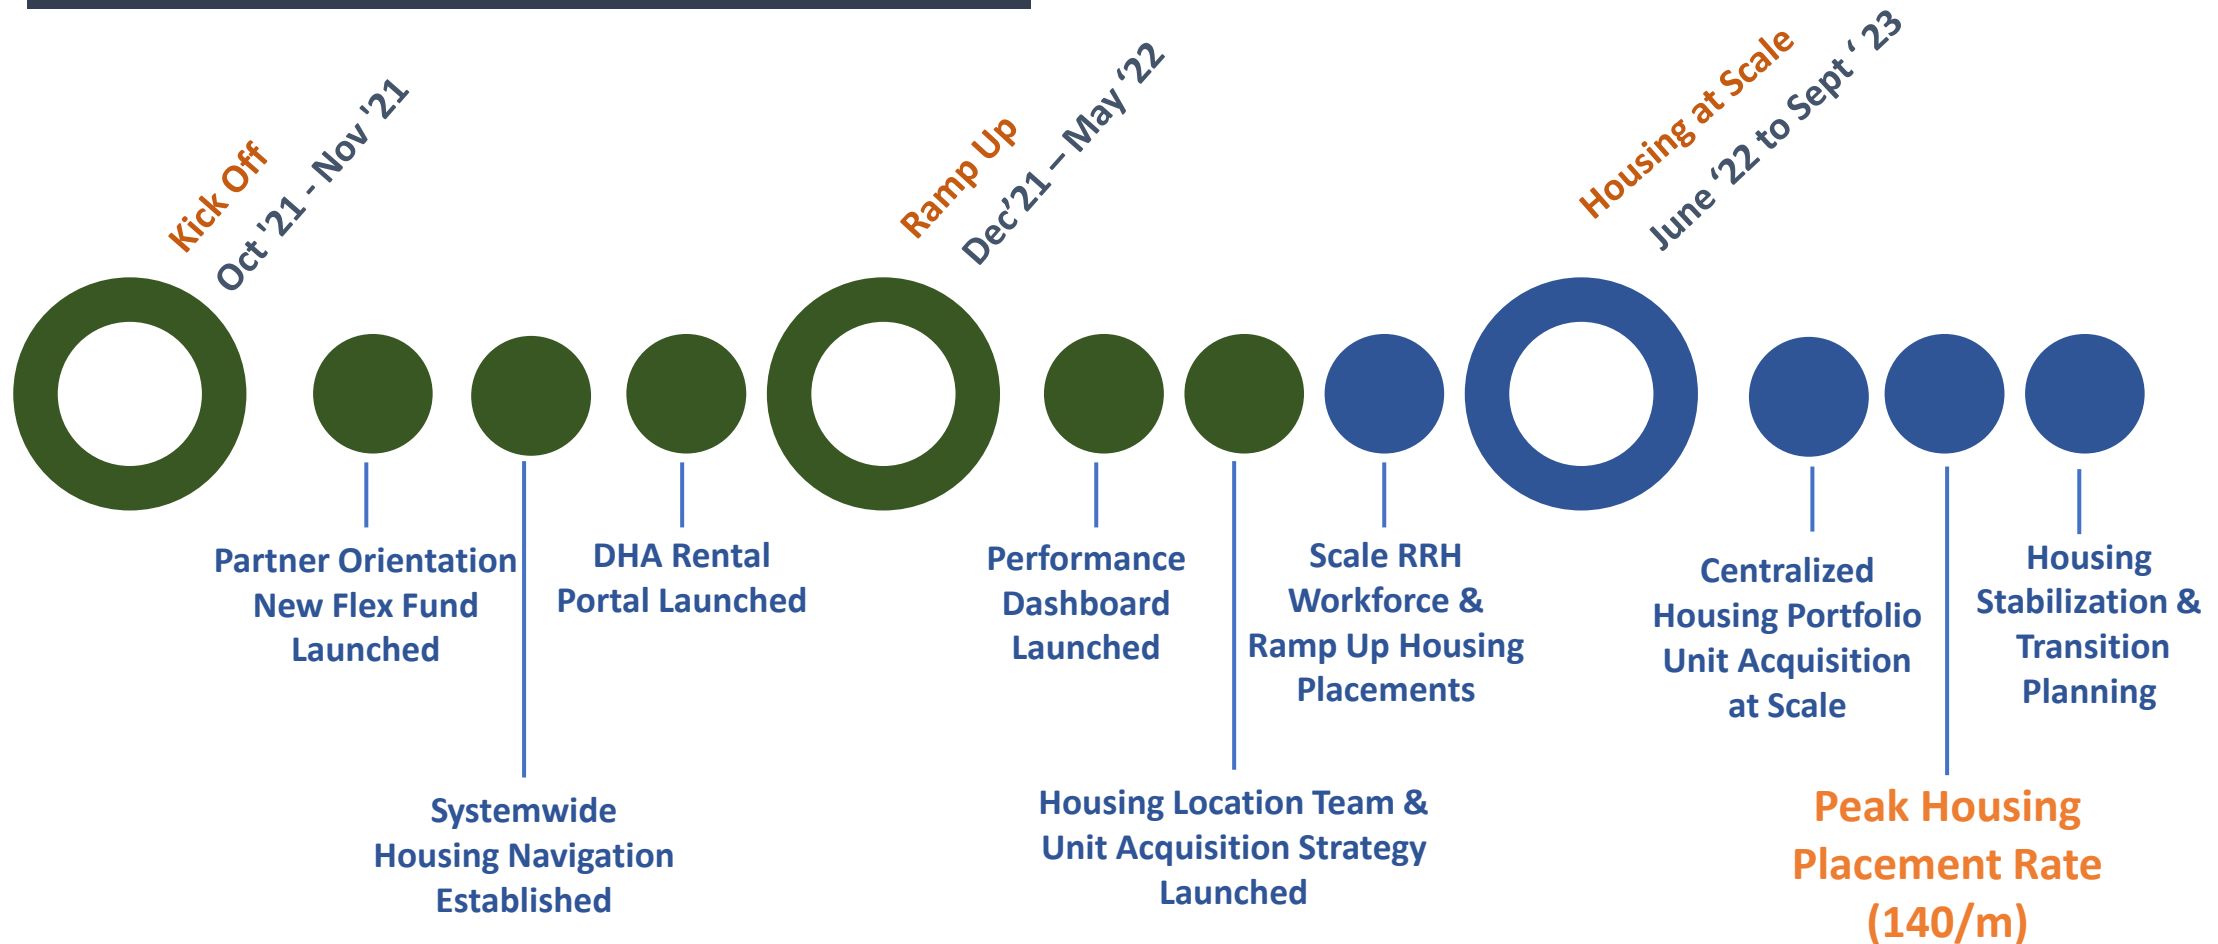 Kick Off
Oct '21 - Nov '21
Ramp Up
Dec’21 – May ‘22
Housing at Scale
June ‘22 to Sept ‘ 23
Partner Orientation
New Flex Fund
Launched
Systemwide
Housing Navigation
Established
DHA Rental
Portal Launched
Performance
Dashboard
Launched
Housing Location Team &
Unit Acquisition Strategy
Launched
Scale RRH
Workforce &
Ramp Up Housing
Placements
Centralized
Housing Portfolio
Unit Acquisition
at Scale
Peak Housing
Placement Rate
(140/m)
Housing
Stabilization &
Transition
Planning